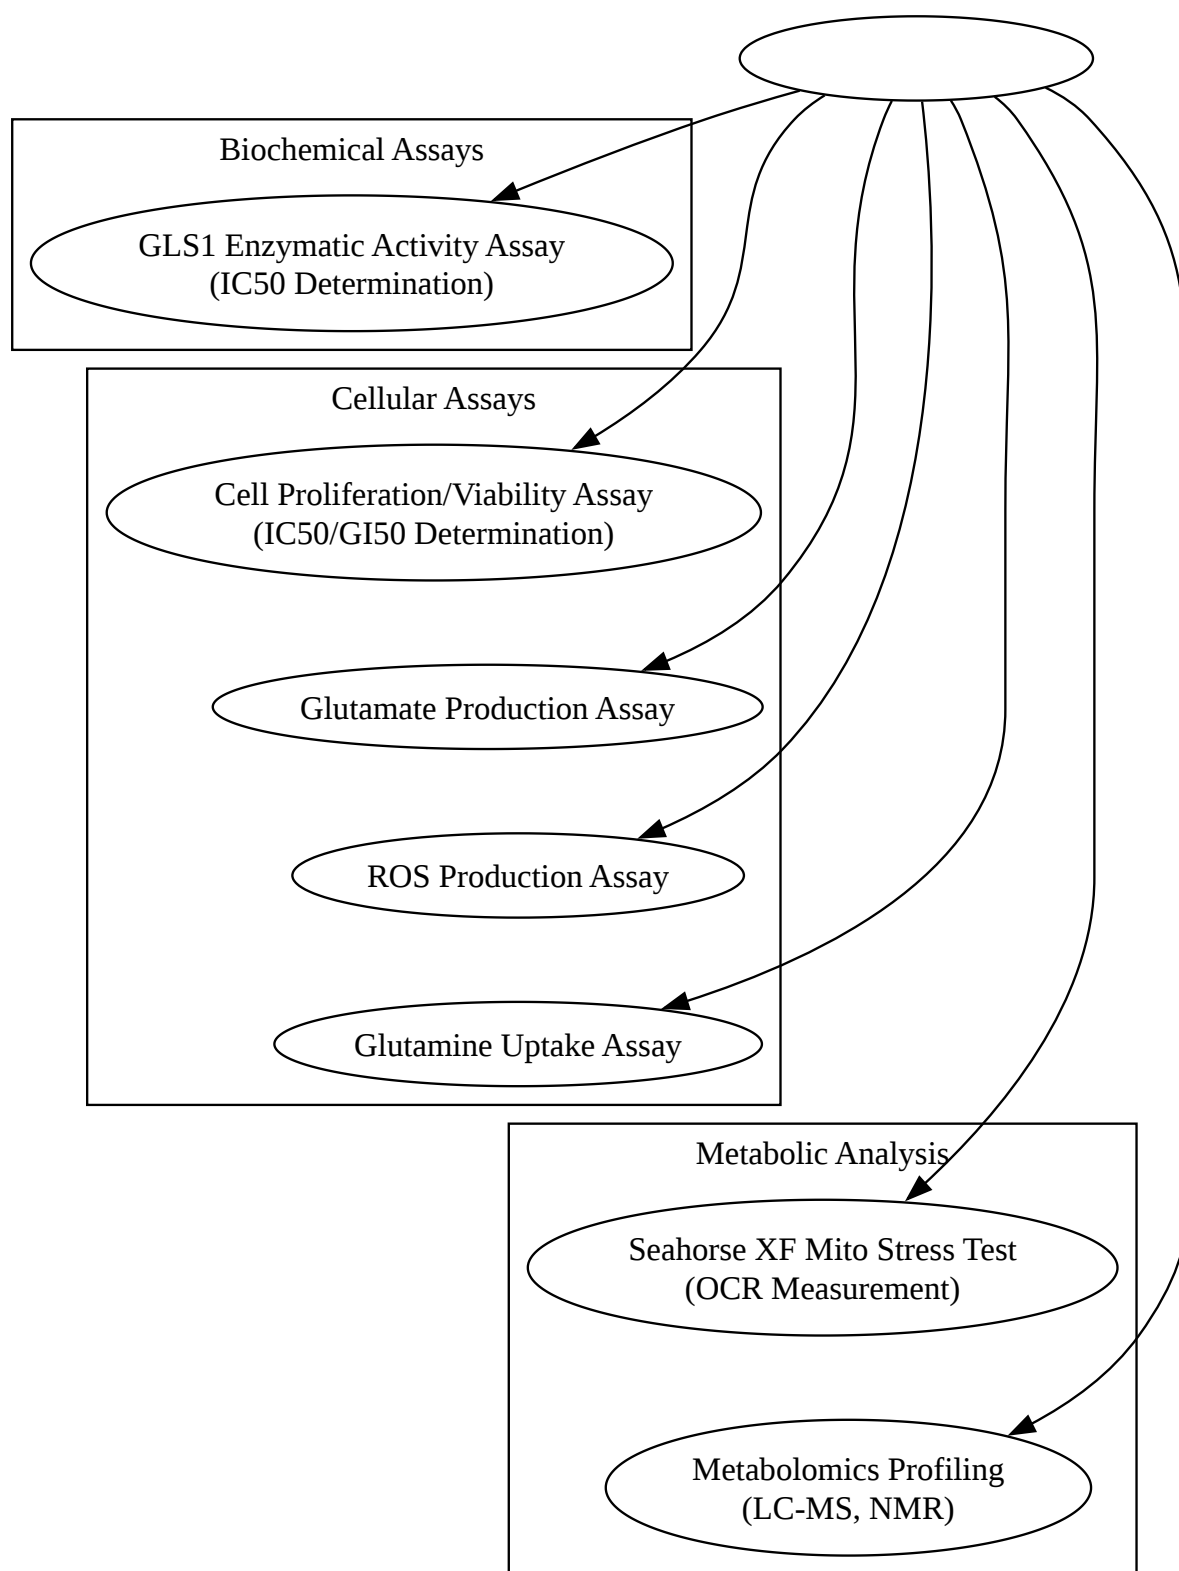 Biochemical Assays
GLS1 Enzymatic Activity Assay
(IC50 Determination)
Cellular Assays
Cell Proliferation/Viability Assay
(IC50/GI50 Determination)
Glutamate Production Assay
ROS Production Assay
Glutamine Uptake Assay
Metabolic Analysis
Seahorse XF Mito Stress Test
(OCR Measurement)
Metabolomics Profiling
(LC-MS, NMR)